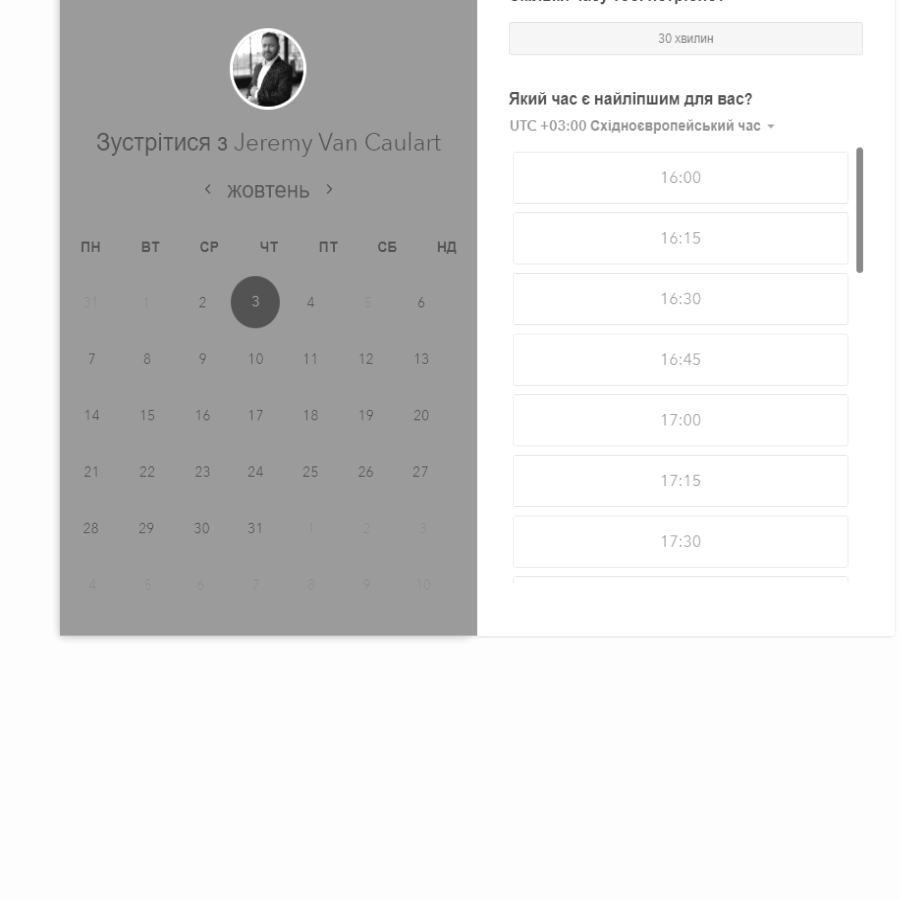 Зустрітися з Jeremy Van Caulart
‹ жовтень ›
ПН ВТ СР ЧТ ПТ СБ НД
31 1 2 3 4 5 6
7 8 9 10 11 12 13
14 15 16 17 18 19 20
21 22 23 24 25 26 27
28 29 30 31 1 2 3
4 5 6 7 8 9 10
30 хвилин
Який час є найліпшим для вас?
UTC +03:00 Східноєвропейський час
16:00
16:15
16:30
16:45
17:00
17:15
17:30